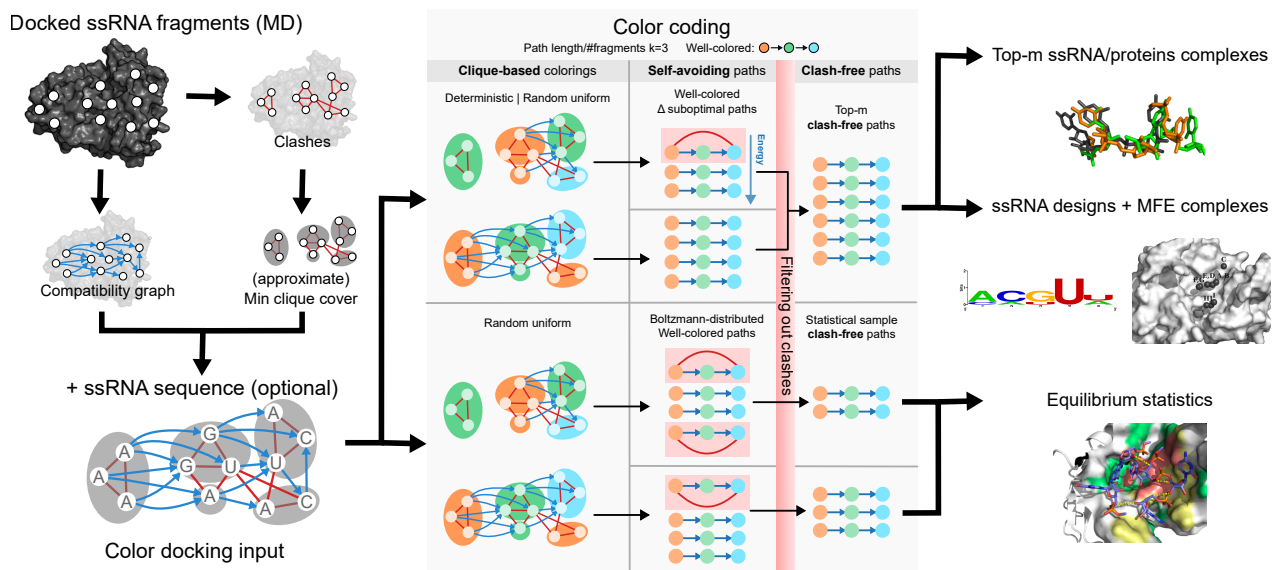 Docked ssRNA fragments (MD)
Clashes
Compatibility graph
(approximate)
Min clique cover
+ ssRNA sequence (optional)
A
A
A
A
G
G
U
A
A
C
U
A
C
Color docking input
Color coding
Path length/#fragments k=3 Well-colored:
Clique-based colorings
Self-avoiding paths
Clash-free paths
Deterministic | Random uniform
Well-colored
Δ suboptimal paths
Energy
Top-m
clash-free paths
Filtering out clashes
Random uniform
Boltzmann-distributed
Well-colored paths
Statistical sample
clash-free paths
Top-m ssRNA/proteins complexes
ssRNA designs + MFE complexes
ACGUU
Equilibrium statistics